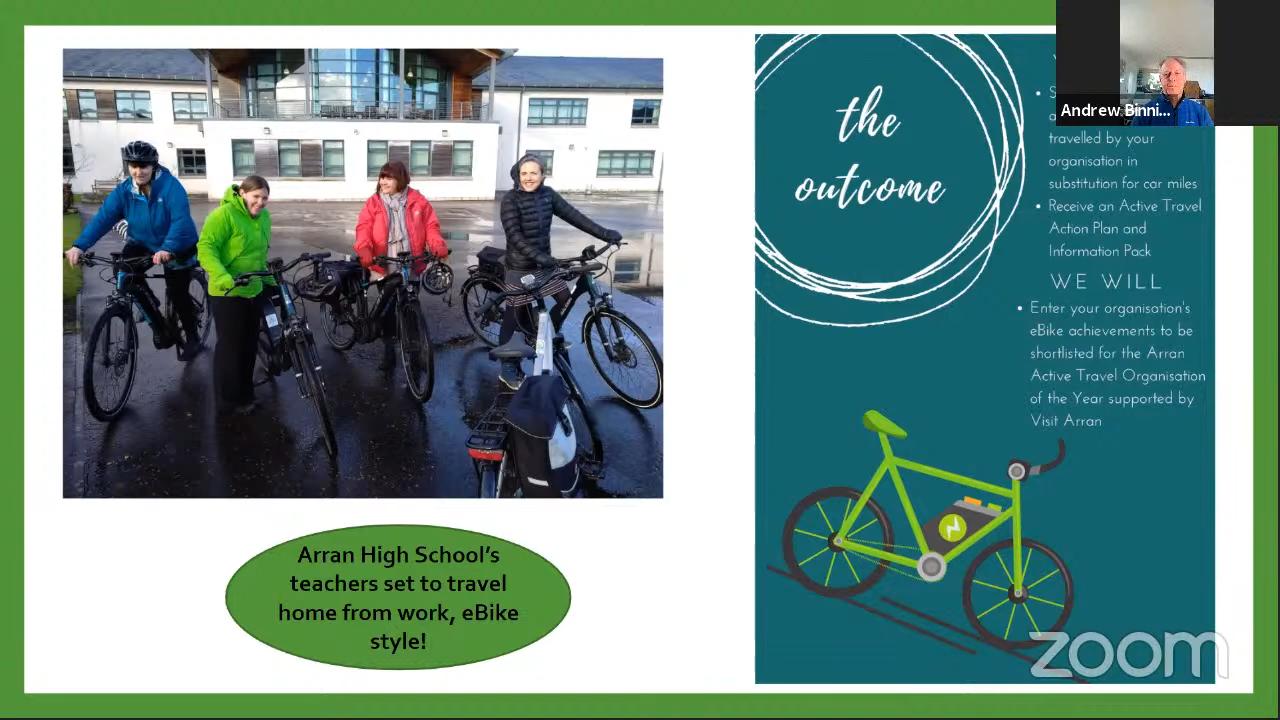 the
outcome
Andrew Binni...
travelled by your
organisation in
substitution for car miles
• Receive an Active Travel
Action Plan and
Information Pack
WE WILL
• Enter your organisation's
eBike achievements to be
shortlisted for the Arran
Active Travel Organisation
of the Year supported by
Visit Arran
Arran High School's
teachers set to travel
home from work, eBike
style!
zoom